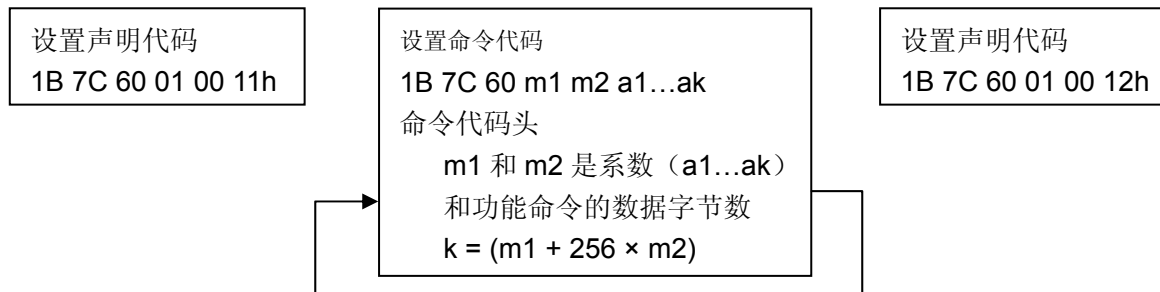 设置声明代码
1B 7C 60 01 00 11h
设置命令代码
1B 7C 60 m1 m2 a1…ak
命令代码头
m1 和 m2 是系数（a1…ak）
和功能命令的数据字节数
k = (m1 + 256 × m2)
设置声明代码
1B 7C 60 01 00 12h